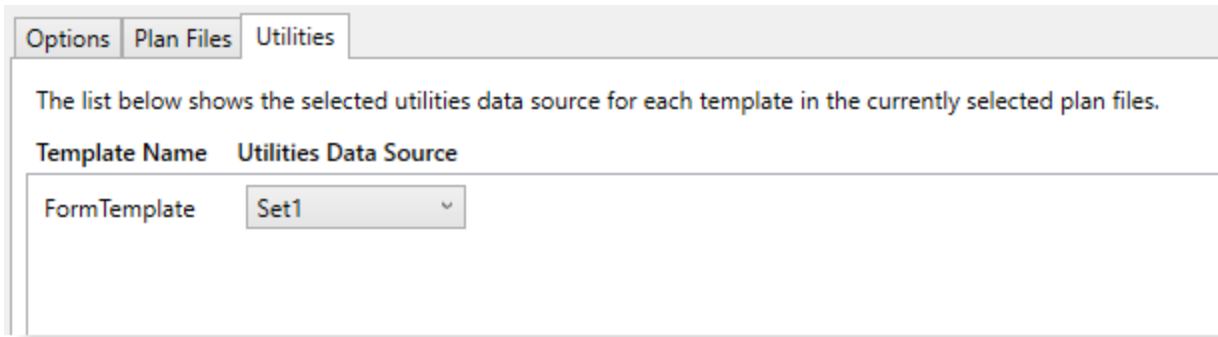 Options Plan Files Utilities
The list below shows the selected utilities data source for each template in the currently selected plan files.
Template Name Utilities Data Source
FormTemplate Set1